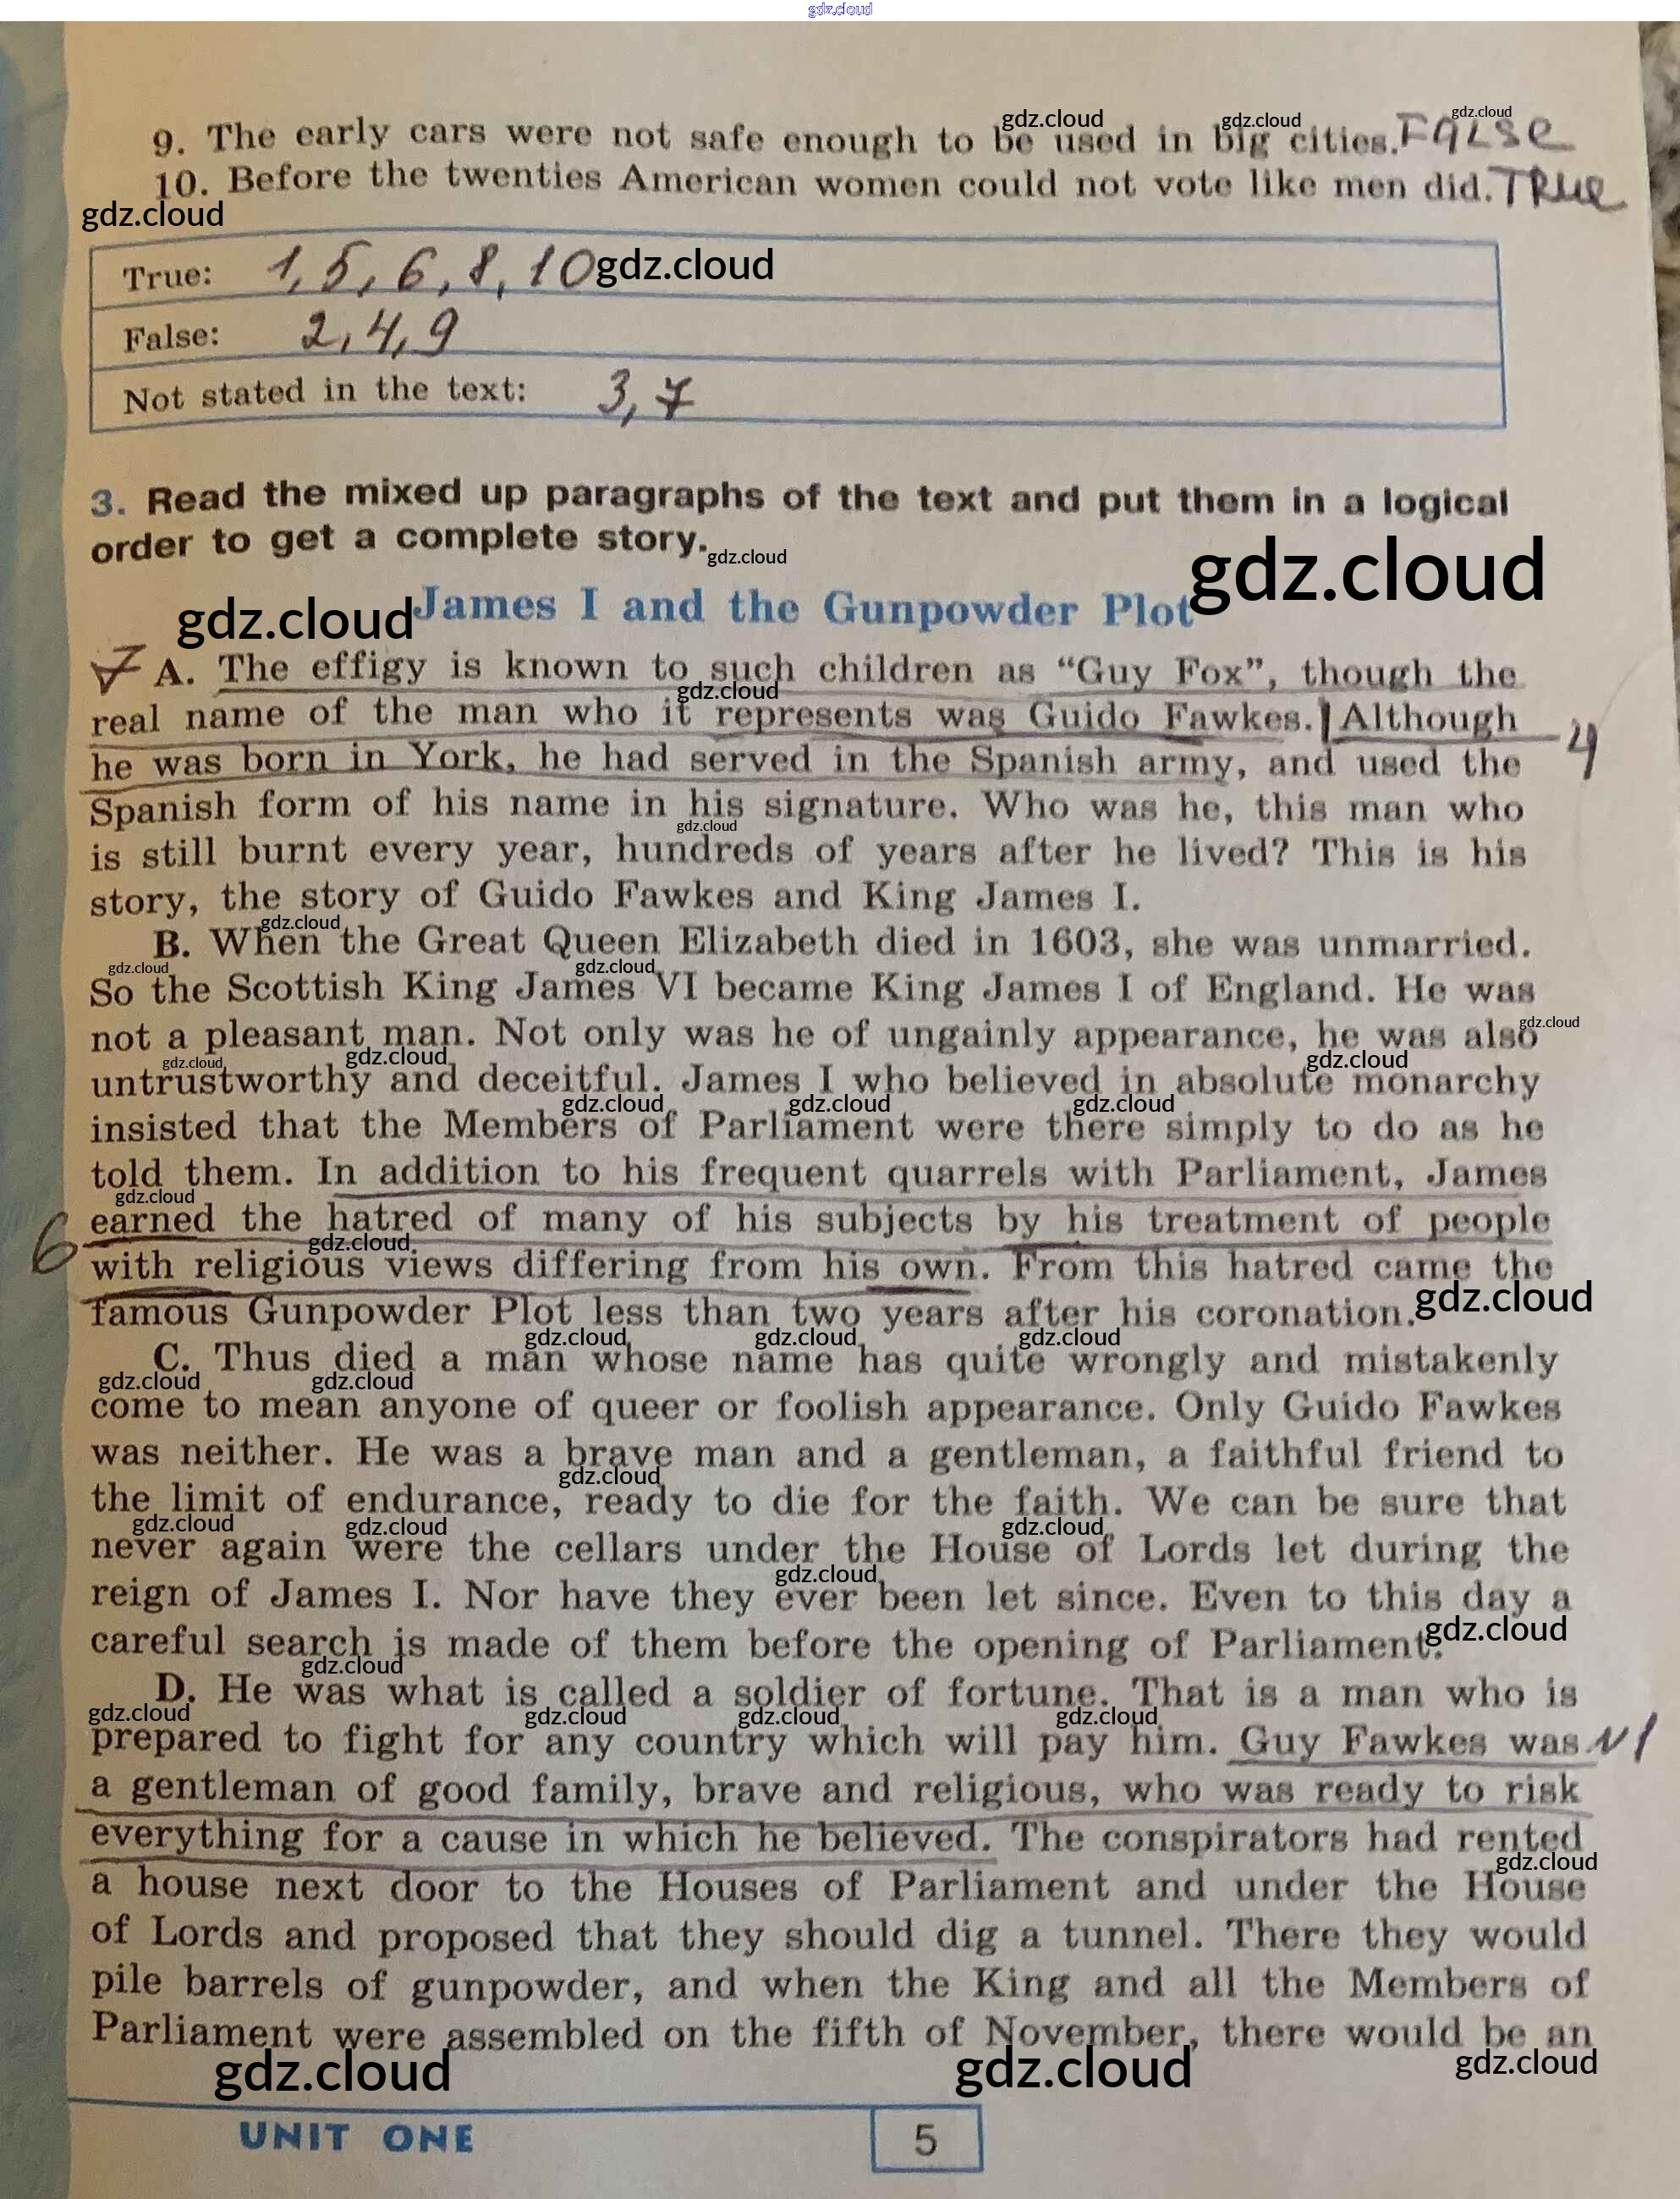 gdz.cloud
9. The early cars were not safe enough to be used in big cities. False
10. Before the twenties American women could not vote like men did. True
True: 1, 5, 6, 8, 10
False: 2, 4, 9
Not stated in the text: 3, 7
3. Read the mixed up paragraphs of the text and put them in a logical
order to get a complete story.
James I and the Gunpowder Plot
7 A. The effigy is known to such children as “Guy Fox”, though the
real name of the man who it represents was Guido Fawkes. Although
he was born in York, he had served in the Spanish army, and used the 4
Spanish form of his name in his signature. Who was he, this man who
is still burnt every year, hundreds of years after he lived? This is his
story, the story of Guido Fawkes and King James I.
B. When the Great Queen Elizabeth died in 1603, she was unmarried.
So the Scottish King James VI became King James I of England. He was
not a pleasant man. Not only was he of ungainly appearance, he was also
untrustworthy and deceitful. James I who believed in absolute monarchy
insisted that the Members of Parliament were there simply to do as he
told them. In addition to his frequent quarrels with Parliament, James
6 earned the hatred of many of his subjects by his treatment of people
with religious views differing from his own. From this hatred came the
famous Gunpowder Plot less than two years after his coronation.
C. Thus died a man whose name has quite wrongly and mistakenly
come to mean anyone of queer or foolish appearance. Only Guido Fawkes
was neither. He was a brave man and a gentleman, a faithful friend to
the limit of endurance, ready to die for the faith. We can be sure that
never again were the cellars under the House of Lords let during the
reign of James I. Nor have they ever been let since. Even to this day a
careful search is made of them before the opening of Parliament.
D. He was what is called a soldier of fortune. That is a man who is
prepared to fight for any country which will pay him. Guy Fawkes was N1
a gentleman of good family, brave and religious, who was ready to risk
everything for a cause in which he believed. The conspirators had rented
a house next door to the Houses of Parliament and under the House
of Lords and proposed that they should dig a tunnel. There they would
pile barrels of gunpowder, and when the King and all the Members of
Parliament were assembled on the fifth of November, there would be an
UNIT ONE
5